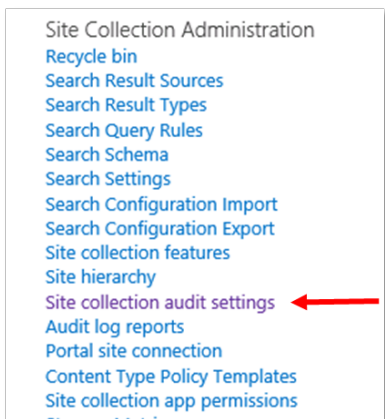 Site Collection Administration
Recycle bin
Search Result Sources
Search Result Types
Search Query Rules
Search Schema
Search Settings
Search Configuration Import
Search Configuration Export
Site collection features
Site hierarchy
Site collection audit settings
Audit log reports
Portal site connection
Content Type Policy Templates
Site collection app permissions